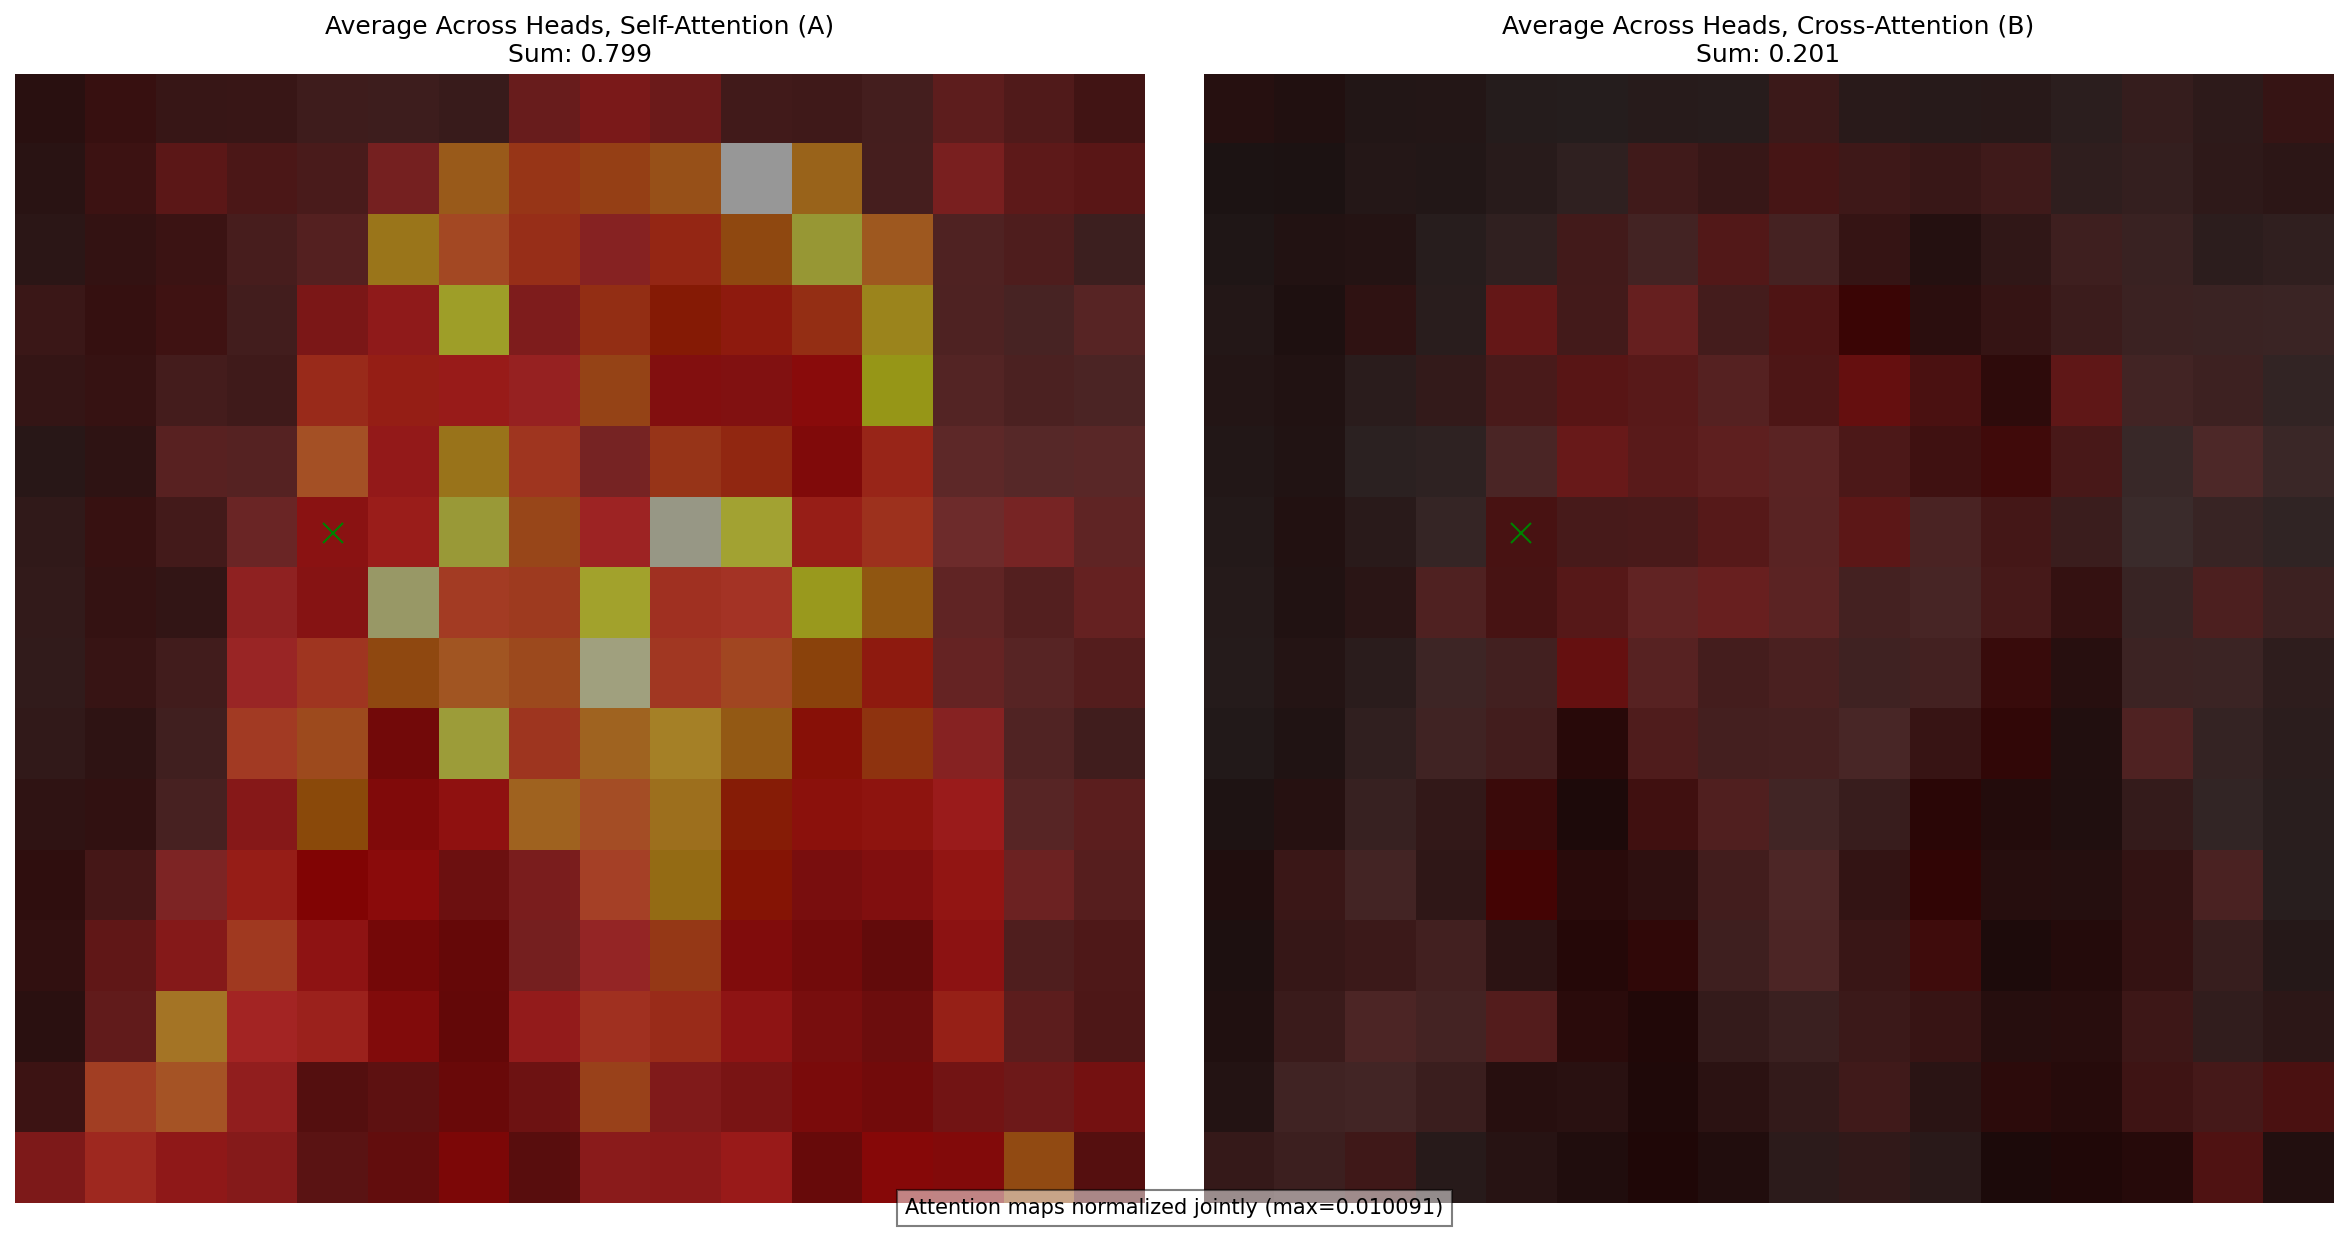 Average Across Heads, Self-Attention (A)
Sum: 0.799
Average Across Heads, Cross-Attention (B)
Sum: 0.201
Attention maps normalized jointly (max=0.010091)